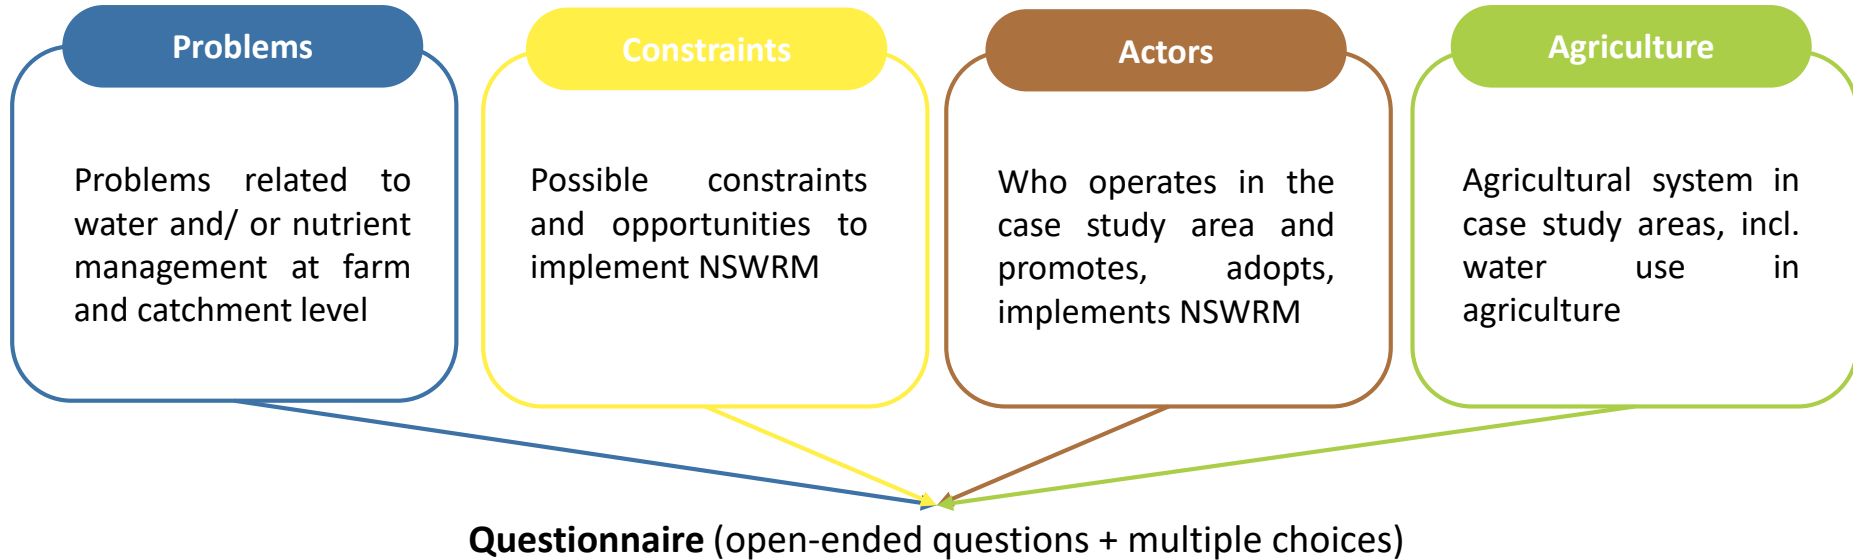 Problems
Problems related to
water and/ or nutrient
management at farm
and catchment level
Constraints
Possible constraints
and opportunities to
implement NSWRM
Actors
Who operates in the
case study area and
promotes, adopts,
implements NSWRM
Agriculture
Agricultural system in
case study areas, incl.
water use in
agriculture
Questionnaire (open-ended questions + multiple choices)